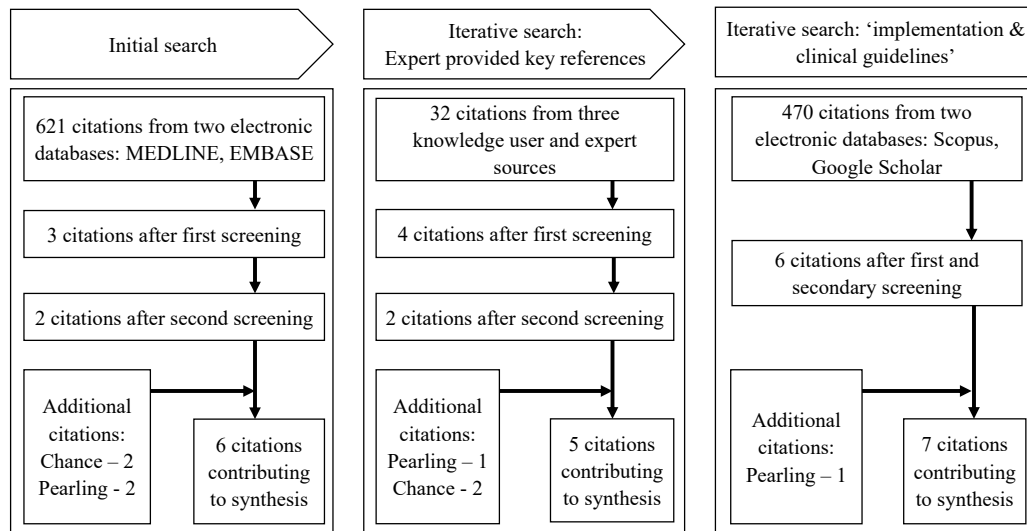 Initial search
Iterative search:
Expert provided key references
Iterative search: ‘implementation &
clinical guidelines’
621 citations from two electronic
databases: MEDLINE, EMBASE
3 citations after first screening
2 citations after second screening
Additional
citations:
Chance – 2
Pearling - 2
6 citations
contributing
to synthesis
32 citations from three
knowledge user and expert
sources
4 citations after first screening
2 citations after second screening
Additional
citations:
Pearling – 1
Chance - 2
5 citations
contributing
to synthesis
470 citations from two
electronic databases: Scopus,
Google Scholar
6 citations after first and
secondary screening
Additional
citations:
Pearling – 1
7 citations
contributing
to synthesis